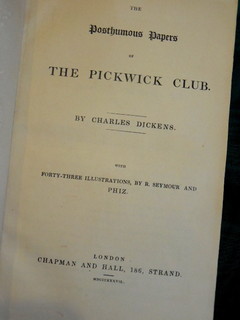 THE
Posthumous Papers
OF
THE PICKWICK CLUB.
BY CHARLES DICKENS.
WITH
FORTY-THREE ILLUSTRATIONS, BY R. SEYMOUR AND
PHIZ.
LONDON
CHAPMAN AND HALL, 186, STRAND.
MDCCCXXXVII.